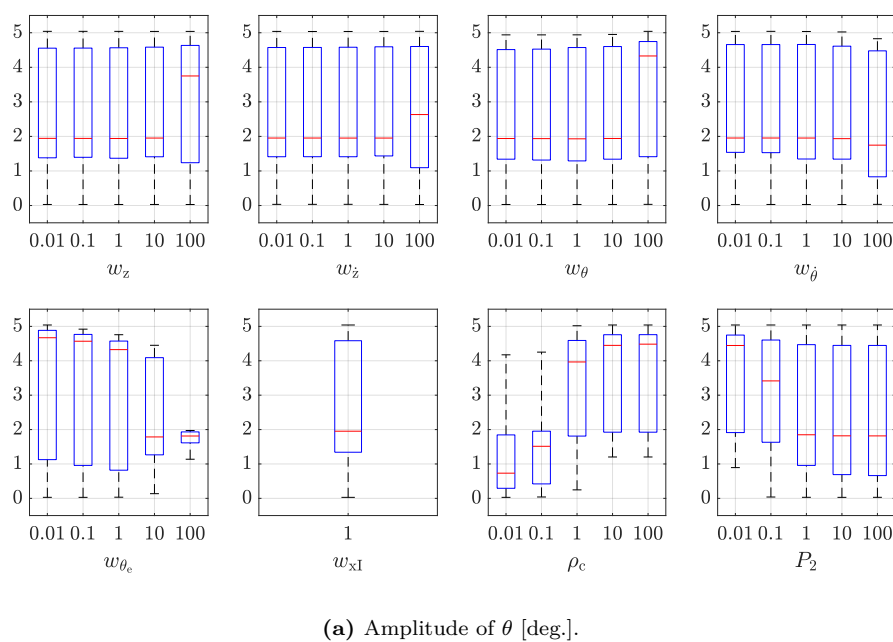 5 5 5 5
4 4 4 4
3 3 3 3
2 2 2 2
1 1 1 1
0 0 0 0
0.01 0.1 1 10 100 0.01 0.1 1 10 100 0.01 0.1 1 10 100 0.01 0.1 1 10 100
w_z w_ż w_θ w_θ̇
5 5 5 5
4 4 4 4
3 3 3 3
2 2 2 2
1 1 1 1
0 0 0 0
0.01 0.1 1 10 100 1 0.01 0.1 1 10 100 0.01 0.1 1 10 100
w_θₑ w_xI ρ_c P_2
(a) Amplitude of θ [deg.].